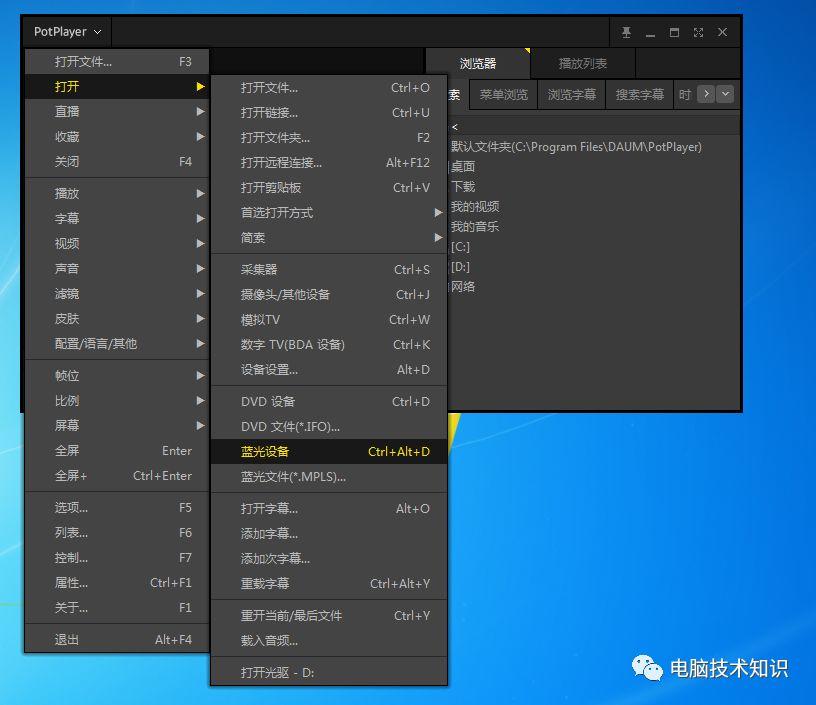 PotPlayer
打开文件... F3
打开
直播
收藏
关闭 F4
播放
字幕
视频
声音
滤镜
皮肤
配置/语言/其他
帧位
比例
屏幕
全屏 Enter
全屏+ Ctrl+Enter
选项... F5
列表... F6
控制... F7
属性... Ctrl+F1
关于... F1
退出 Alt+F4
打开文件... Ctrl+O
打开链接... Ctrl+U
打开文件夹... F2
打开远程连接... Alt+F12
打开剪贴板 Ctrl+V
首选打开方式
简索
采集器 Ctrl+S
摄像头/其他设备 Ctrl+J
模拟TV Ctrl+W
数字 TV(BDA 设备) Ctrl+K
设备设置... Alt+D
DVD 设备 Ctrl+D
DVD 文件(*.IFO)...
蓝光设备 Ctrl+Alt+D
蓝光文件(*.MPLS)...
打开字幕... Alt+O
添加字幕...
添加次字幕...
重载字幕 Ctrl+Alt+Y
重开当前/最后文件 Ctrl+Y
载入音频...
打开光驱 - D:
浏览器 播放列表
索 菜单浏览 浏览字幕 搜索字幕 时
<
默认文件夹(C:\Program Files\DAUM\PotPlayer)
桌面
下载
我的视频
我的音乐
[C:]
[D:]
网络
电脑技术知识